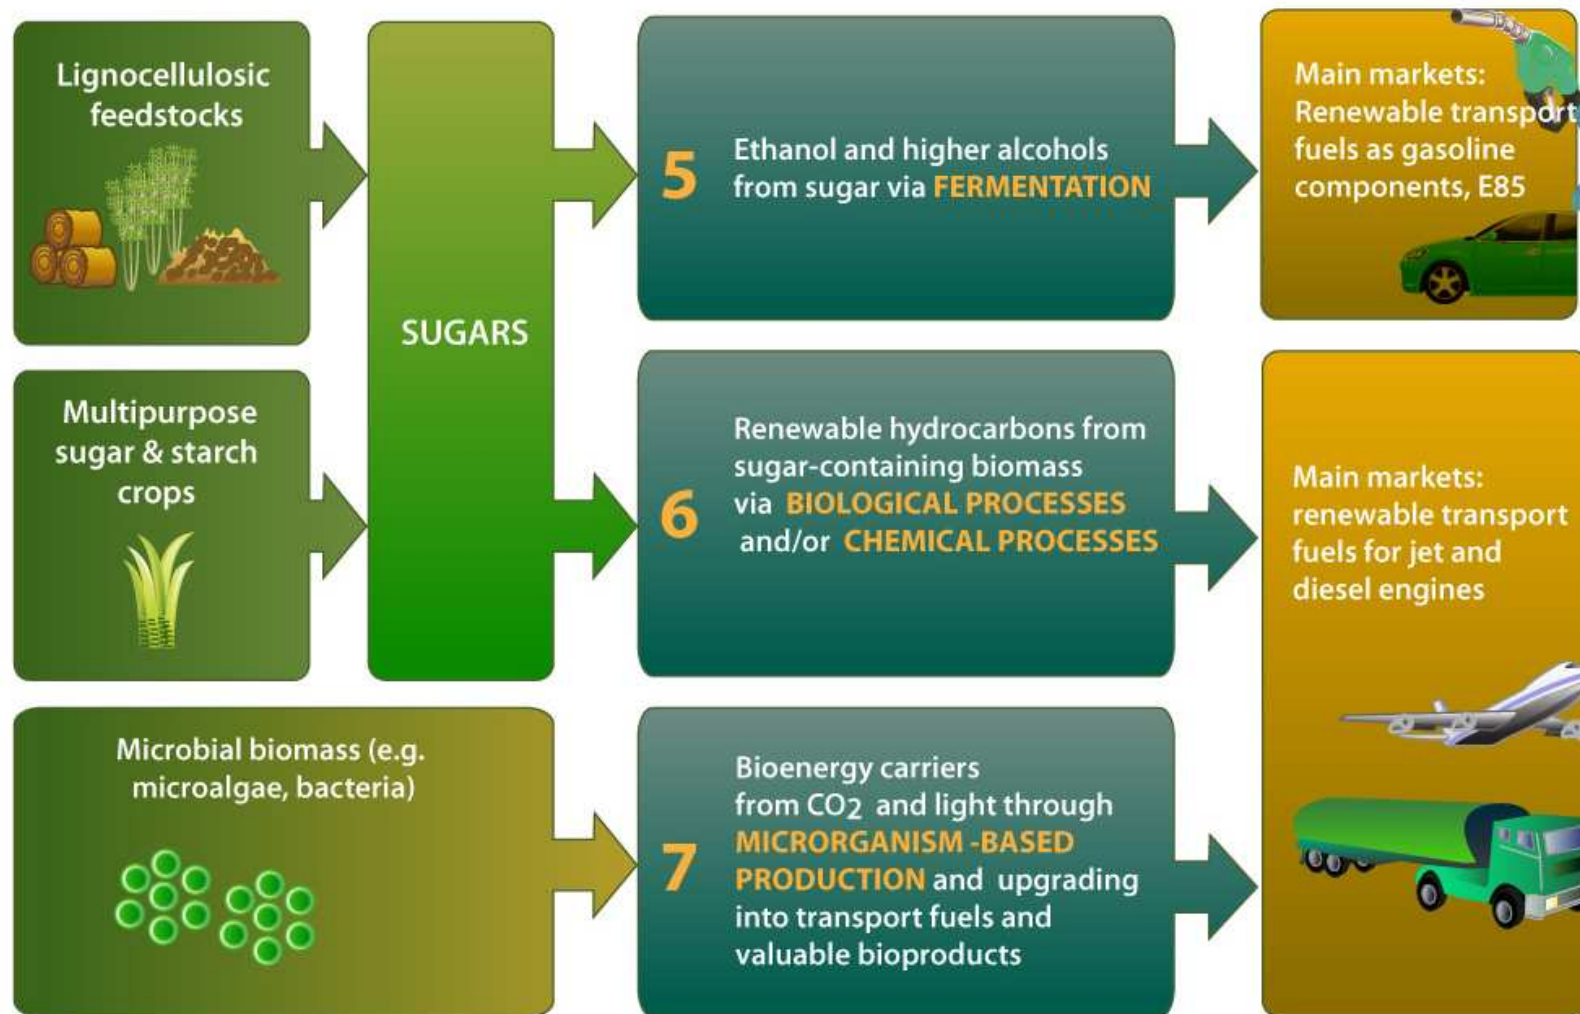 Lignocellulosic
feedstocks
Multipurpose
sugar & starch
crops
SUGARS
5
Ethanol and higher alcohols
from sugar via FERMENTATION
Main markets:
Renewable transport
fuels as gasoline
components, E85
6
Renewable hydrocarbons from
sugar-containing biomass
via BIOLOGICAL PROCESSES
and/or CHEMICAL PROCESSES
Main markets:
renewable transport
fuels for jet and
diesel engines
Microbial biomass (e.g.
microalgae, bacteria)
7
Bioenergy carriers
from CO2 and light through
MICRORGANISM -BASED
PRODUCTION and upgrading
into transport fuels and
valuable bioproducts